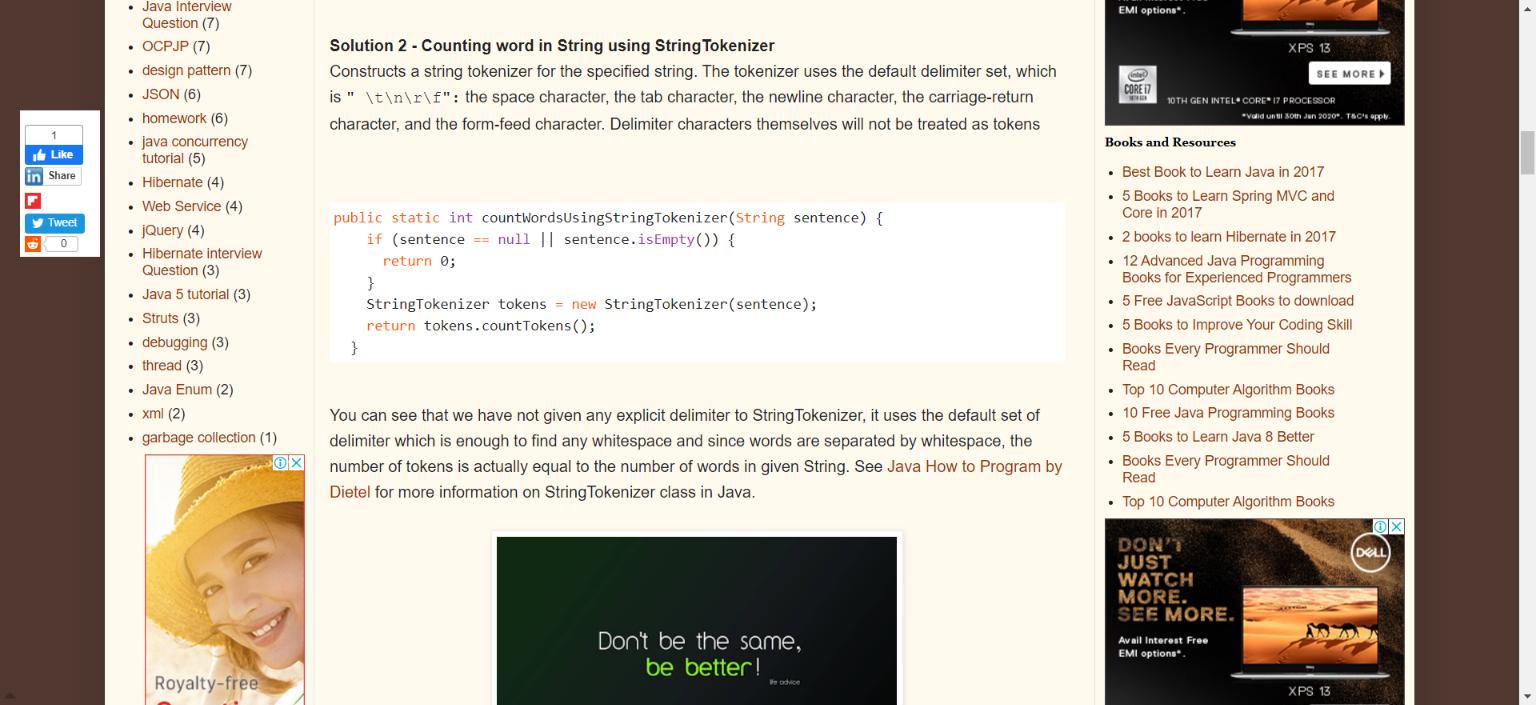 Java Interview
Question (7)
OCPJP (7)
design pattern (7)
JSON (6)
homework (6)
java concurrency
tutorial (5)
Hibernate (4)
Web Service (4)
jQuery (4)
Hibernate interview
Question (3)
Java 5 tutorial (3)
Struts (3)
debugging (3)
thread (3)
Java Enum (2)
xml (2)
garbage collection (1)
Royalty-free
1
Like
in Share
Tweet
0
Solution 2 - Counting word in String using StringTokenizer
Constructs a string tokenizer for the specified string. The tokenizer uses the default delimiter set, which
is " \t\n\r\f": the space character, the tab character, the newline character, the carriage-return
character, and the form-feed character. Delimiter characters themselves will not be treated as tokens
public static int countWordsUsingStringTokenizer(String sentence) {
if (sentence == null || sentence.isEmpty()) {
return 0;
}
StringTokenizer tokens = new StringTokenizer(sentence);
return tokens.countTokens();
}
You can see that we have not given any explicit delimiter to StringTokenizer, it uses the default set of
delimiter which is enough to find any whitespace and since words are separated by whitespace, the
number of tokens is actually equal to the number of words in given String. See Java How to Program by
Dietel for more information on StringTokenizer class in Java.
Don't be the same,
be better!
life advice
EMI options*.
XPS 13
intel
CORE i7
10TH GEN
SEE MORE
10TH GEN INTEL® CORE® I7 PROCESSOR
*Valid until 30th Jan 2020*. T&C's apply.
Books and Resources
Best Book to Learn Java in 2017
5 Books to Learn Spring MVC and
Core in 2017
2 books to learn Hibernate in 2017
12 Advanced Java Programming
Books for Experienced Programmers
5 Free JavaScript Books to download
5 Books to Improve Your Coding Skill
Books Every Programmer Should
Read
Top 10 Computer Algorithm Books
10 Free Java Programming Books
5 Books to Learn Java 8 Better
Books Every Programmer Should
Read
Top 10 Computer Algorithm Books
DON'T
JUST
WATCH
MORE.
SEE MORE.
DELL
Avail Interest Free
EMI options*.
XPS 13